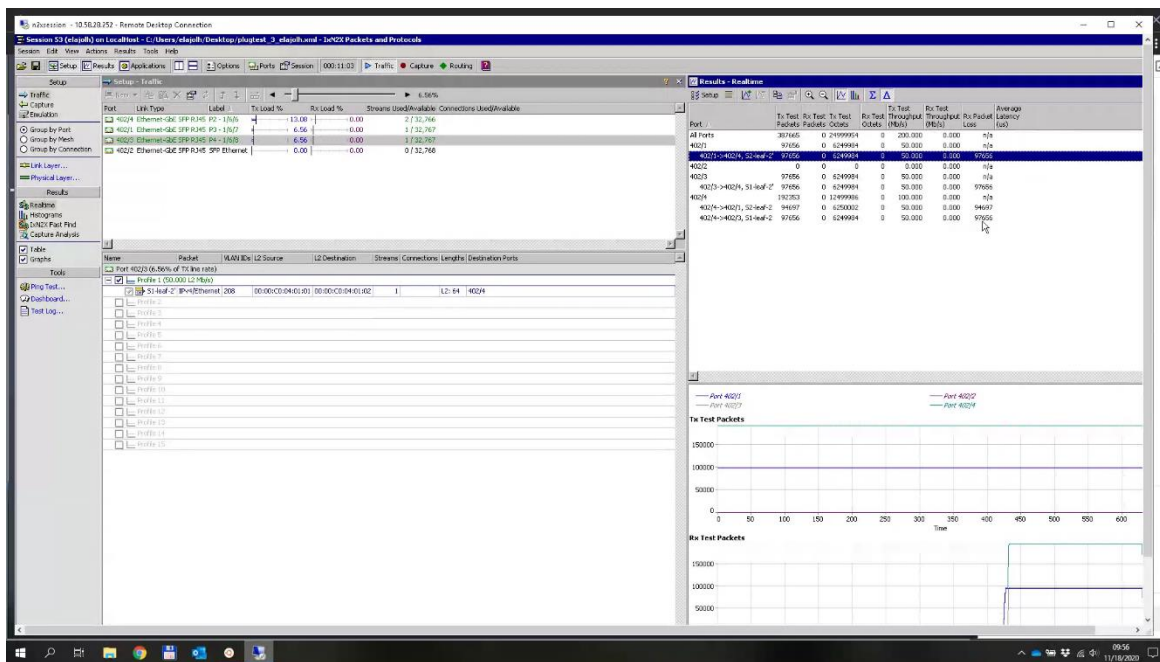 n2xsession - 10.58.28.252 - Remote Desktop Connection
Session 53 (elajolh) on LocalHost - C:/Users/elajolh/Desktop/plugtest_3_elajolh.xml - IxN2X Packets and Protocols
Session Edit View Actions Results Tools Help
Setup Results Applications Options Ports Session 000:11:03 Traffic Capture Routing
Setup
Traffic
Capture
Emulation
Group by Port
Group by Mesh
Group by Connection
Link Layer...
Physical Layer...
Results
Realtime
Histograms
IxN2X Fast Find
Capture Analysis
Table
Graphs
Tools
Ping Test...
Dashboard...
Test Log...
Setup - Traffic
6.56%
Port Link Type Label Tx Load % Rx Load % Streams Used/Available Connections Used/Available
402/4 Ethernet-GbE SFP RJ45 P2 - 1/6/5 13.08 0.00 2 / 32,766
402/1 Ethernet-GbE SFP RJ45 P3 - 1/6/7 6.56 0.00 1 / 32,767
402/3 Ethernet-GbE SFP RJ45 P4 - 1/6/8 6.56 0.00 1 / 32,767
402/2 Ethernet-GbE SFP RJ45 SFP Ethernet 0.00 0.00 0 / 32,768
Name Packet VLAN IDs L2 Source L2 Destination Streams Connections Lengths Destination Ports
Port 402/3 (6.56% of TX line rate)
Profile 1 (50.000 L2 Mb/s)
S1-leaf-2 IPv4/Ethernet 208 00:00:C0:04:01:01 00:00:C0:04:01:02 1 L2: 64 402/4
Profile 2
Profile 3
Profile 4
Profile 5
Profile 6
Profile 7
Profile 8
Profile 9
Profile 10
Profile 11
Profile 12
Profile 13
Profile 14
Profile 15
Results - Realtime
Setup
Port Tx Test Packets Rx Test Packets Tx Test Octets Rx Test Octets Tx Test Throughput (Mb/s) Rx Test Throughput (Mb/s) Rx Packet Loss Average Latency (us)
All Ports 387665 0 24999954 0 200.000 0.000 n/a
402/1 97656 0 6249984 0 50.000 0.000 n/a
402/1->402/4, S2-leaf-2 97656 0 6249984 0 50.000 0.000 97656
402/2 0 0 0 0 0.000 0.000 n/a
402/3 97656 0 6249984 0 50.000 0.000 n/a
402/3->402/4, S1-leaf-2 97656 0 6249984 0 50.000 0.000 97656
402/4 192353 0 12499986 0 100.000 0.000 n/a
402/4->402/1, S2-leaf-2 94697 0 6250002 0 50.000 0.000 94697
402/4->402/3, S1-leaf-2 97656 0 6249984 0 50.000 0.000 97656
Port 402/1 Port 402/2
Port 402/3 Port 402/4
Tx Test Packets
150000
100000
50000
0
0 50 100 150 200 250 300 350 400 450 500 550 600
Time
Rx Test Packets
150000
100000
50000
09:56
11/18/2020